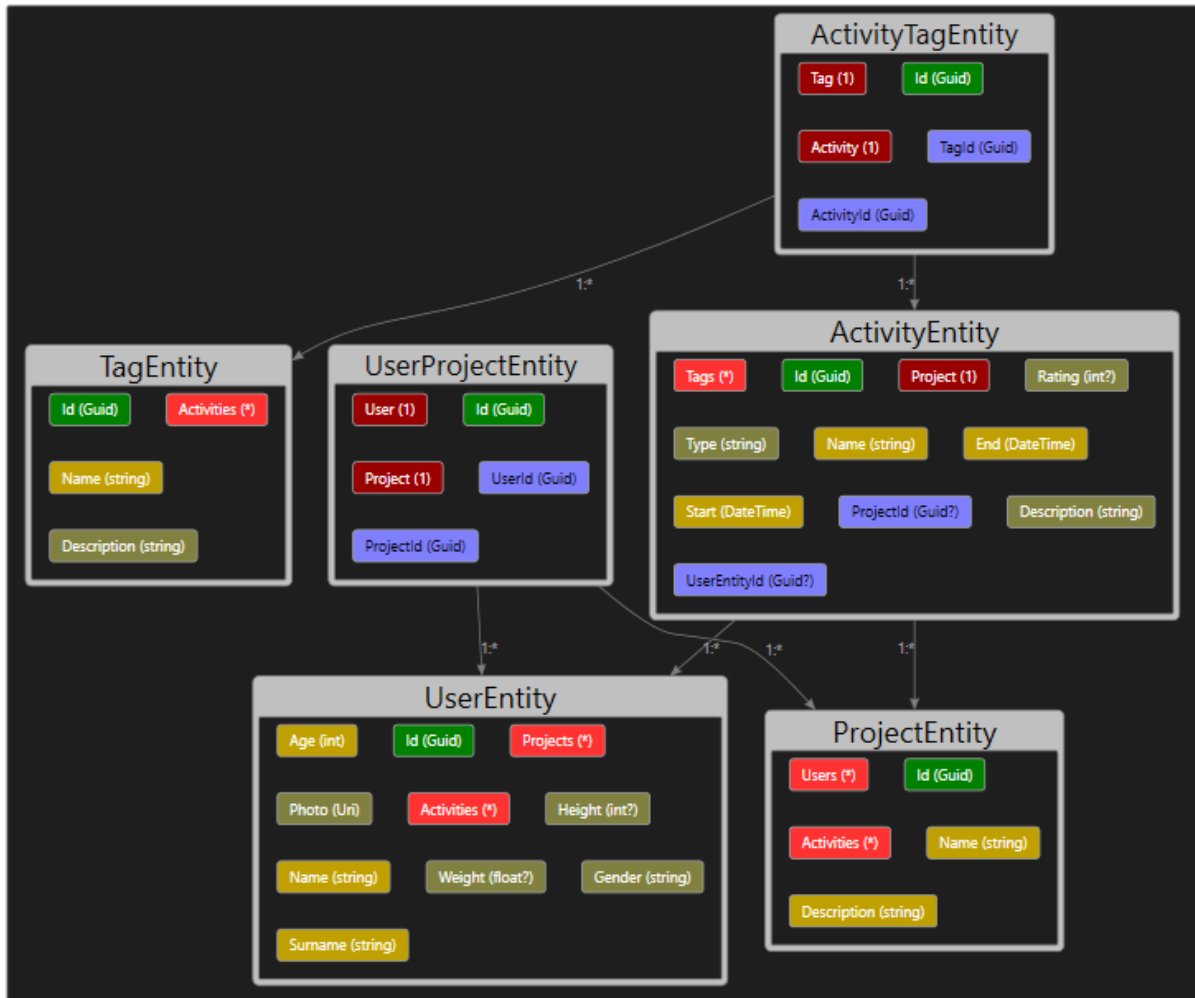 ActivityTagEntity
Tag (1) Id (Guid)
Activity (1) TagId (Guid)
ActivityId (Guid)
1:* 1:*
TagEntity
Id (Guid) Activities (*)
Name (string)
Description (string)
UserProjectEntity
User (1) Id (Guid)
Project (1) UserId (Guid)
ProjectId (Guid)
ActivityEntity
Tags (*) Id (Guid) Project (1) Rating (int?)
Type (string) Name (string) End (DateTime)
Start (DateTime) ProjectId (Guid?) Description (string)
UserEntityId (Guid?)
1:* 1:* 1:* 1:*
UserEntity
Age (int) Id (Guid) Projects (*)
Photo (Uri) Activities (*) Height (int?)
Name (string) Weight (float?) Gender (string)
Surname (string)
ProjectEntity
Users (*) Id (Guid)
Activities (*) Name (string)
Description (string)